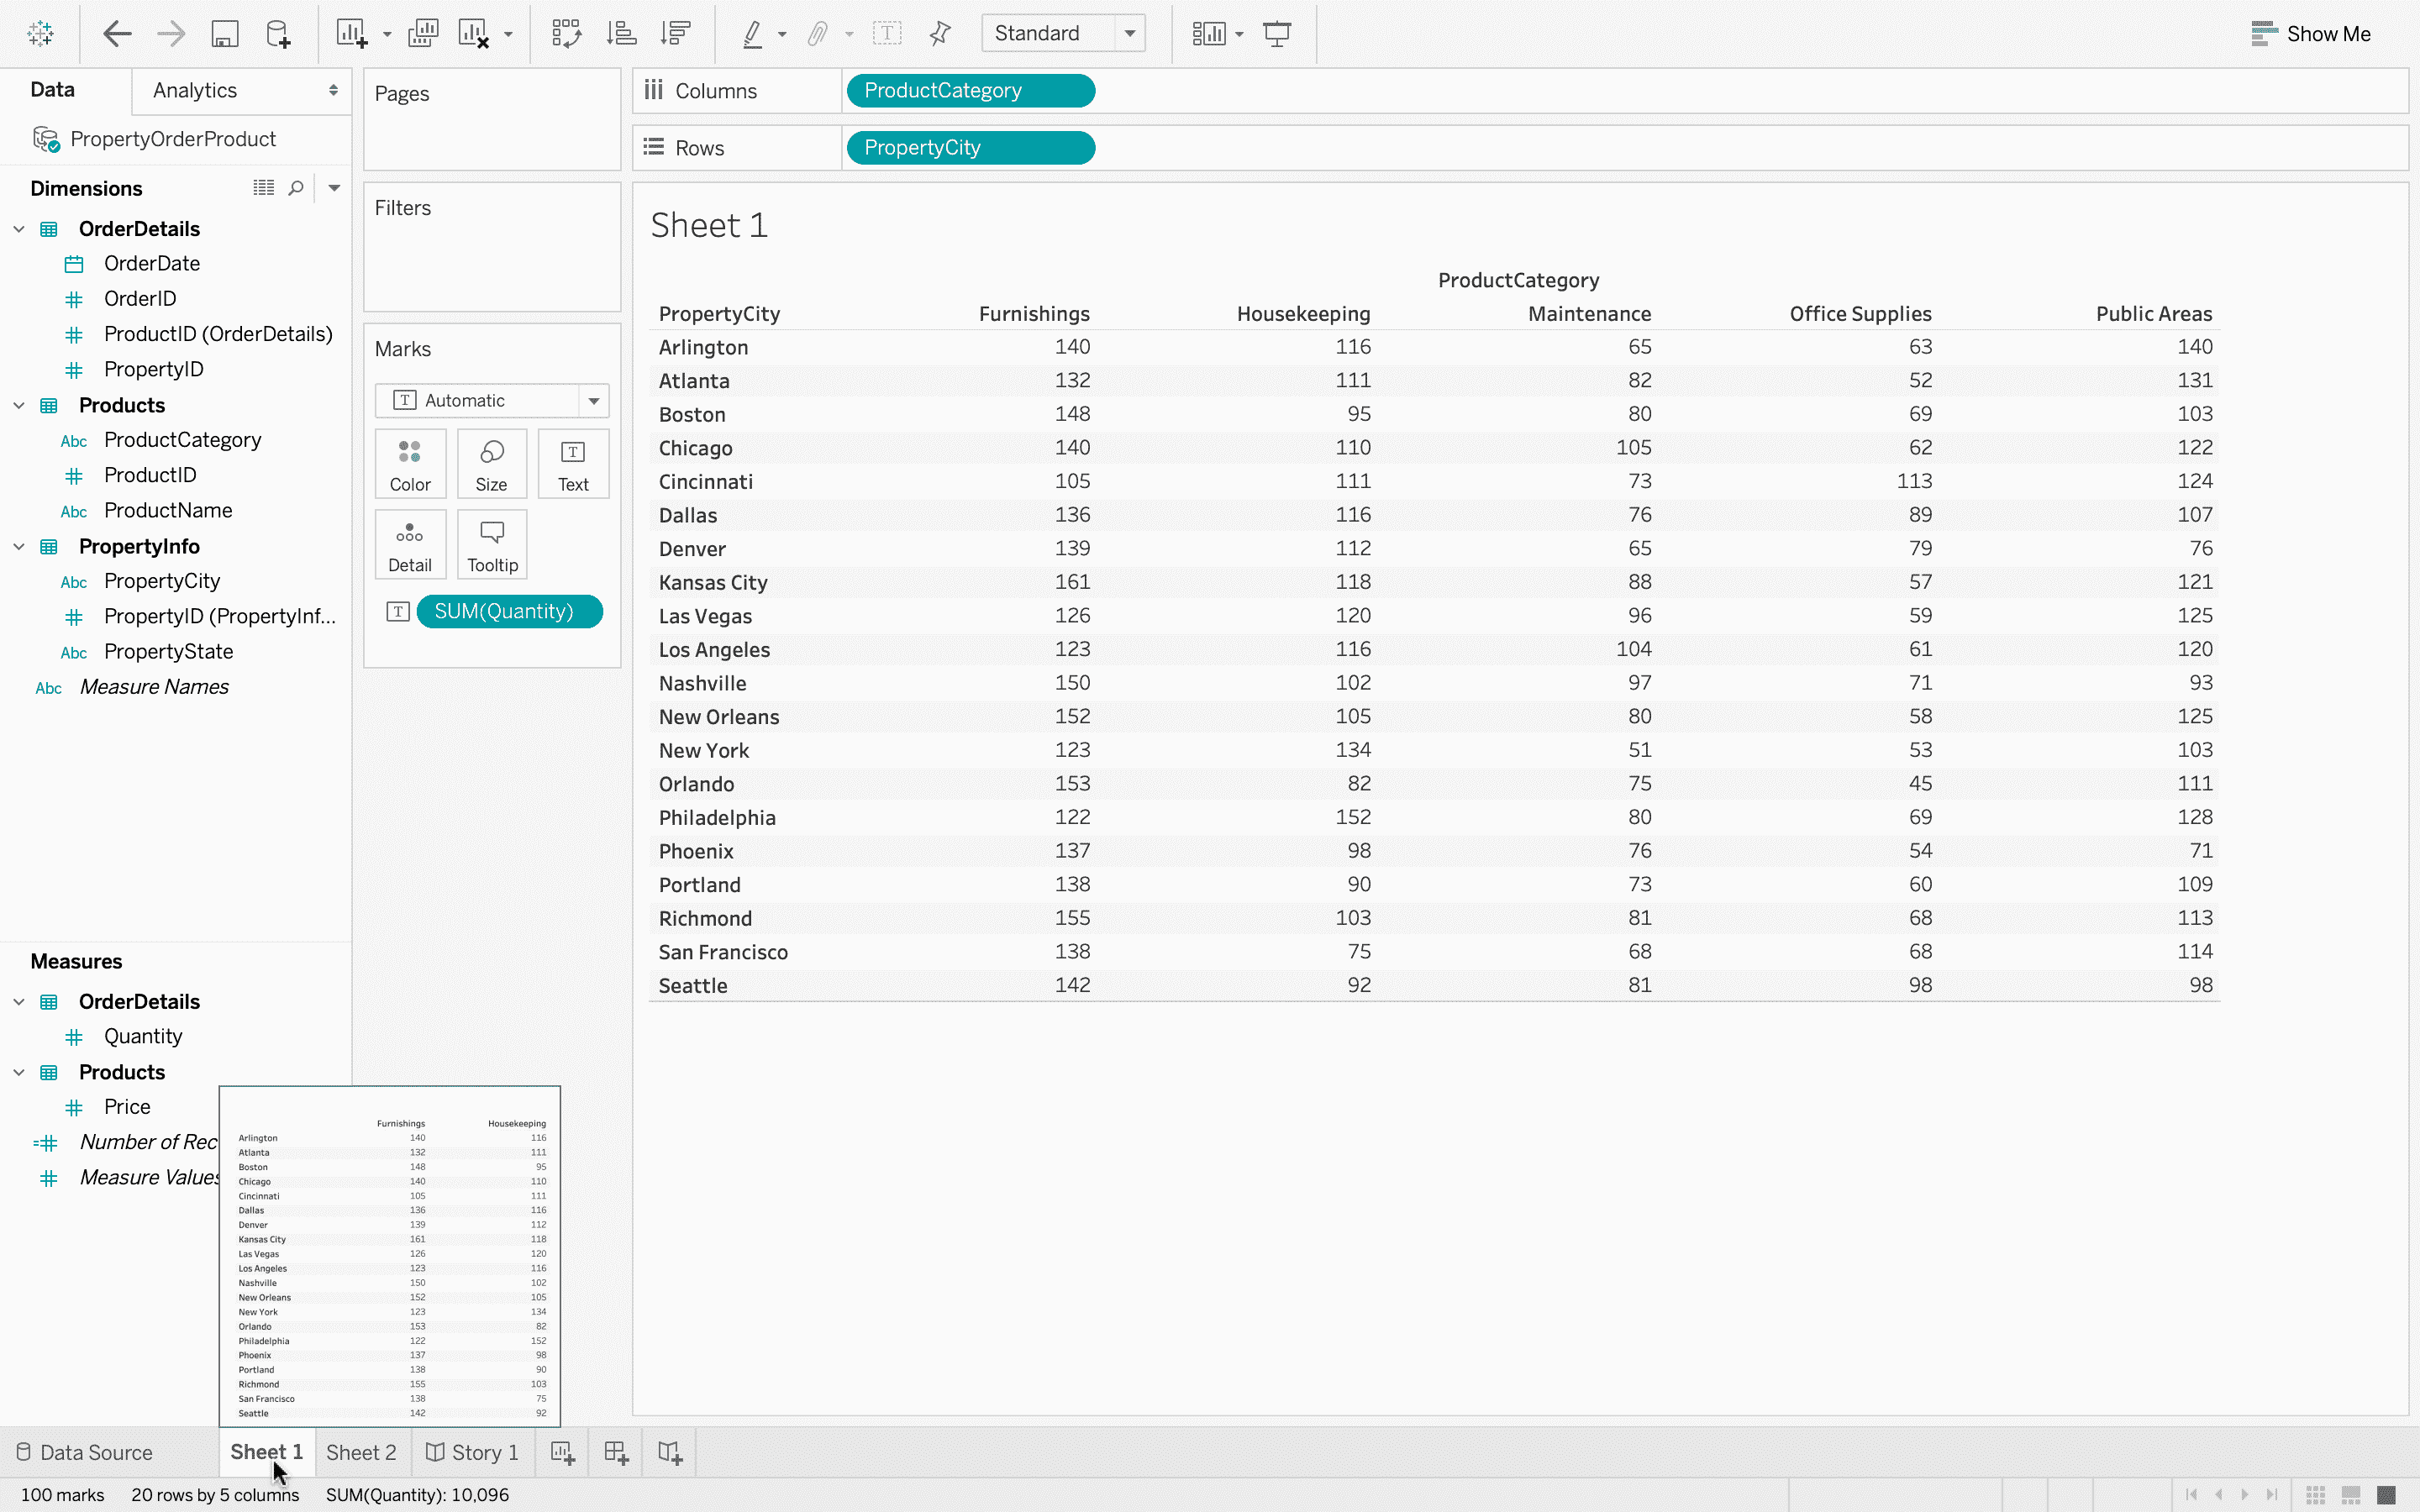 Standard
Show Me
Data
Analytics
PropertyOrderProduct
Dimensions
OrderDetails
OrderDate
OrderID
ProductID (OrderDetails)
PropertyID
Products
Abc ProductCategory
ProductID
Abc ProductName
PropertyInfo
Abc PropertyCity
PropertyID (PropertyInf...
Abc PropertyState
Abc Measure Names
Measures
OrderDetails
Quantity
Products
Price
Number of Rec
Measure Values
Pages
Filters
Marks
T Automatic
Color Size T Text
Detail Tooltip
T SUM(Quantity)
Columns ProductCategory
Rows PropertyCity
Sheet 1
ProductCategory
PropertyCity Furnishings Housekeeping Maintenance Office Supplies Public Areas
Arlington 140 116 65 63 140
Atlanta 132 111 82 52 131
Boston 148 95 80 69 103
Chicago 140 110 105 62 122
Cincinnati 105 111 73 113 124
Dallas 136 116 76 89 107
Denver 139 112 65 79 76
Kansas City 161 118 88 57 121
Las Vegas 126 120 96 59 125
Los Angeles 123 116 104 61 120
Nashville 150 102 97 71 93
New Orleans 152 105 80 58 125
New York 123 134 51 53 103
Orlando 153 82 75 45 111
Philadelphia 122 152 80 69 128
Phoenix 137 98 76 54 71
Portland 138 90 73 60 109
Richmond 155 103 81 68 113
San Francisco 138 75 68 68 114
Seattle 142 92 81 98 98
Furnishings Housekeeping
Arlington 140 116
Atlanta 132 111
Boston 148 95
Chicago 140 110
Cincinnati 105 111
Dallas 136 116
Denver 139 112
Kansas City 161 118
Las Vegas 126 120
Los Angeles 123 116
Nashville 150 102
New Orleans 152 105
New York 123 134
Orlando 153 82
Philadelphia 122 152
Phoenix 137 98
Portland 138 90
Richmond 155 103
San Francisco 138 75
Seattle 142 92
Data Source Sheet 1 Sheet 2 Story 1
100 marks 20 rows by 5 columns SUM(Quantity): 10,096